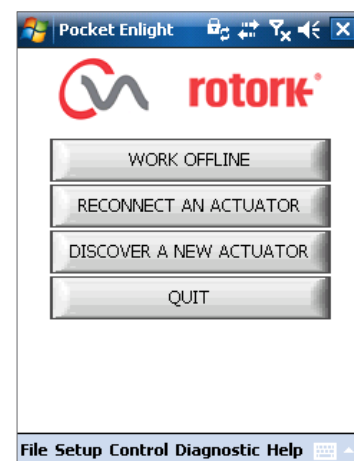 Pocket Enlight
rotork
WORK OFFLINE
RECONNECT AN ACTUATOR
DISCOVER A NEW ACTUATOR
QUIT
File Setup Control Diagnostic Help